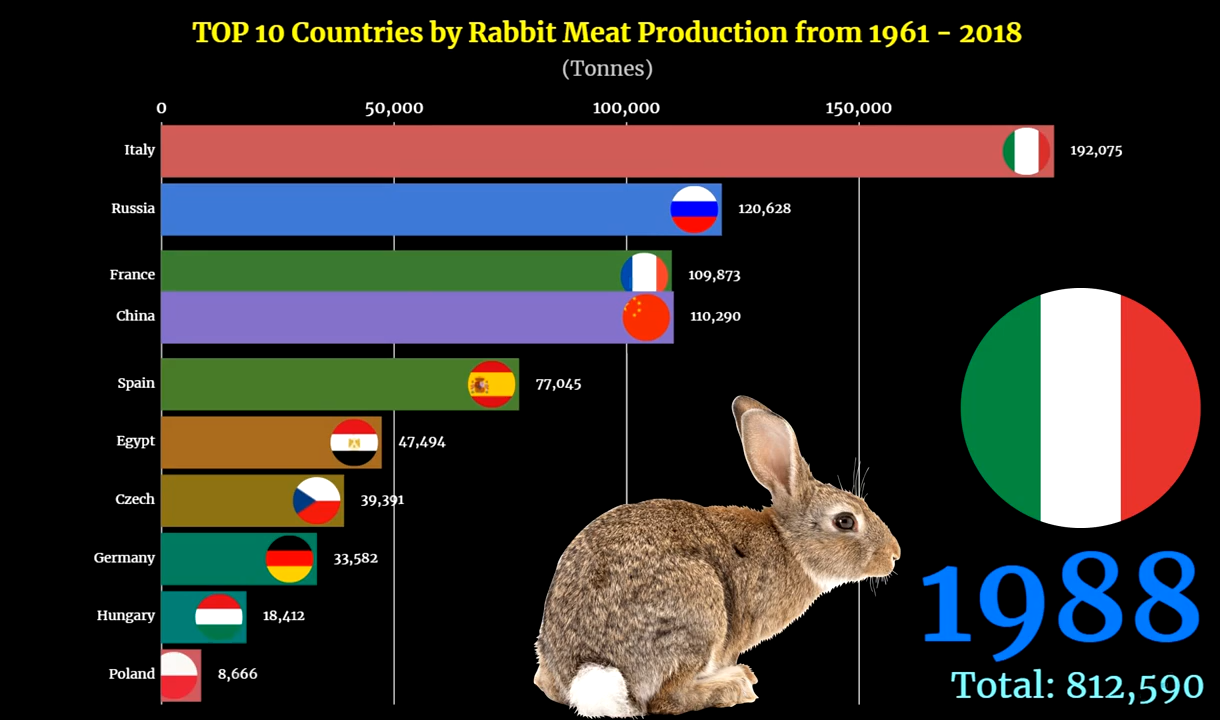 TOP 10 Countries by Rabbit Meat Production from 1961 - 2018
(Tonnes)
0 50,000 100,000 150,000
Italy 192,075
Russia 120,628
France 109,873
China 110,290
Spain 77,045
Egypt 47,494
Czech 39,391
Germany 33,582
Hungary 18,412
Poland 8,666
1988
Total: 812,590